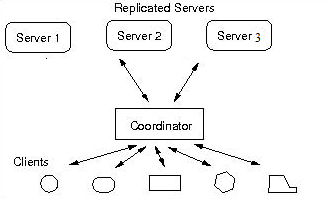 Replicated Servers
Server 1
Server 2
Server 3
Coordinator
Clients